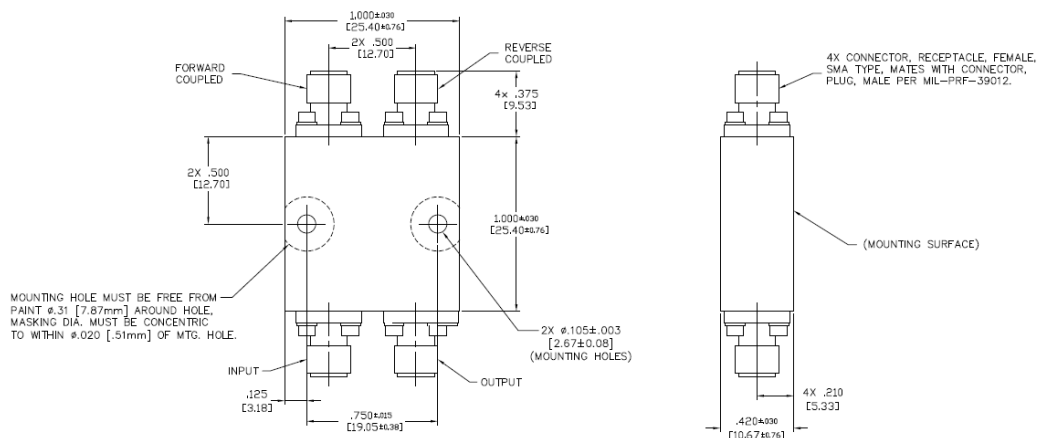 1.000±.030
[25.40±0.76]
2X .500
[12.70]
FORWARD
COUPLED
REVERSE
COUPLED
4x .375
[9.53]
4X CONNECTOR, RECEPTACLE, FEMALE,
SMA TYPE, MATES WITH CONNECTOR,
PLUG, MALE PER MIL-PRF-39012.
2X .500
[12.70]
1.000±.030
[25.40±0.76]
(MOUNTING SURFACE)
MOUNTING HOLE MUST BE FREE FROM
PAINT ø.31 [7.87mm] AROUND HOLE,
MASKING DIA. MUST BE CONCENTRIC
TO WITHIN ø.020 [.51mm] OF MTG. HOLE.
2X ø.105±.003
[2.67±0.08]
(MOUNTING HOLES)
INPUT
OUTPUT
.125
[3.18]
.750±.015
[19.05±0.38]
4X .210
[5.33]
.420±.030
[10.67±0.76]